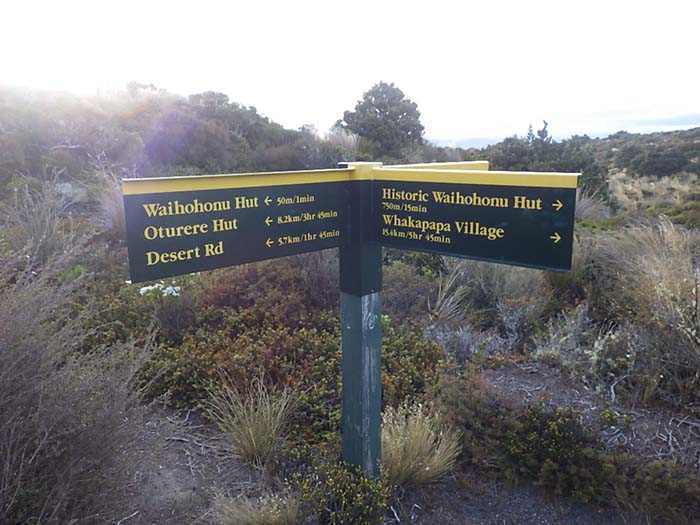 Waihohonu Hut ← 50m/1min
Oturere Hut ← 8.2km/3hr 45min
Desert Rd ← 5.7km/1hr 45min
Historic Waihohonu Hut →
750m/15min
Whakapapa Village →
15.4km/5hr 45min